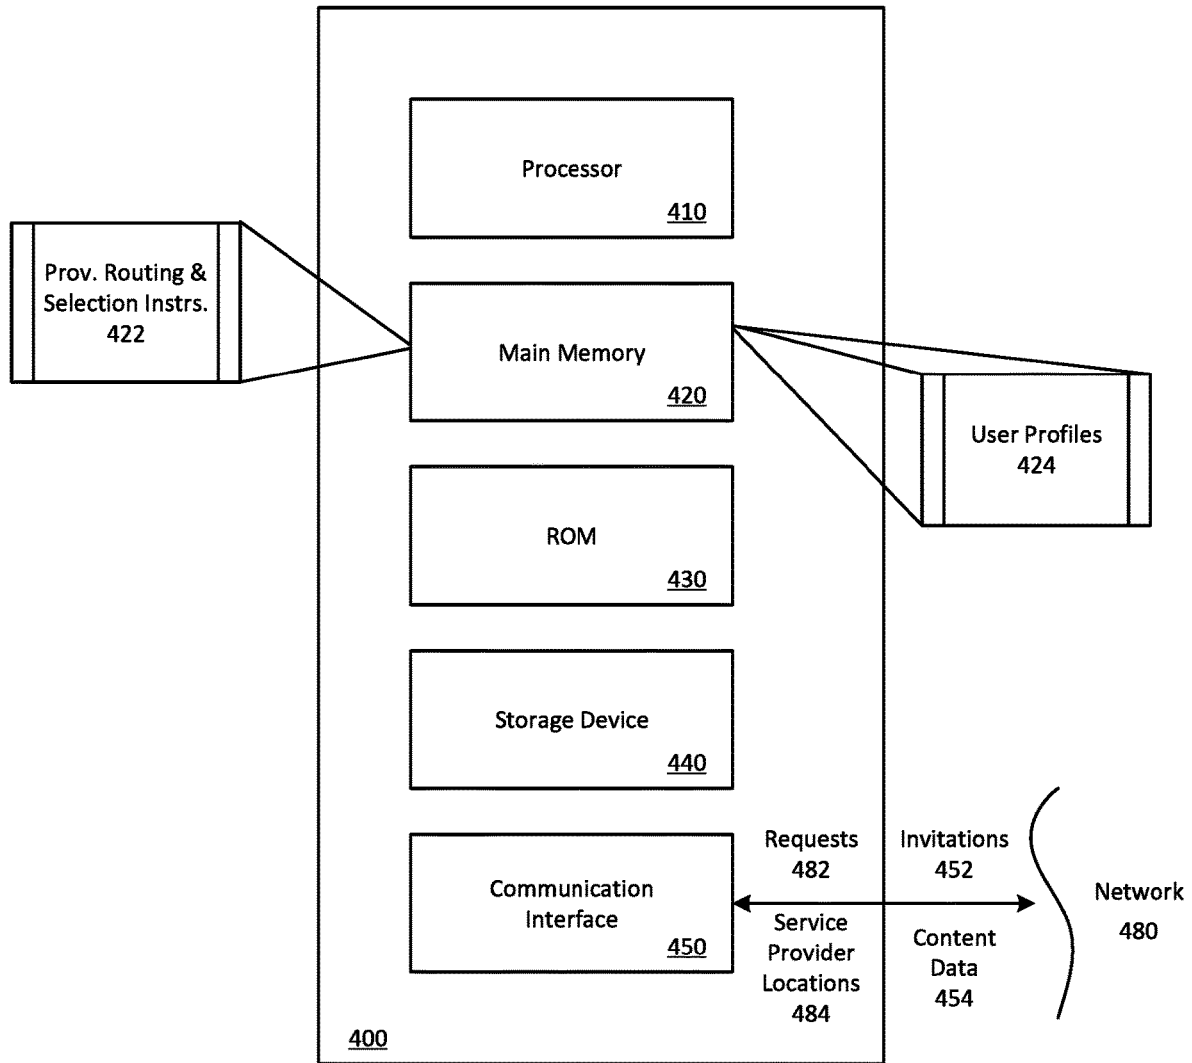 Processor
410
Prov. Routing &
Selection Instrs.
422
Main Memory
420
User Profiles
424
ROM
430
Storage Device
440
Communication
Interface
450
Requests
482
Invitations
452
Service
Provider
Locations
484
Content
Data
454
Network
480
400